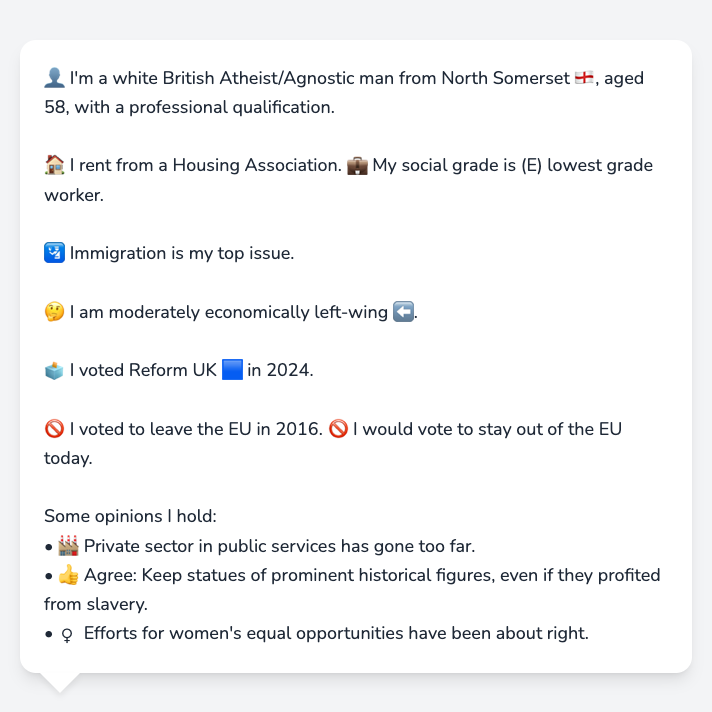 👤 I'm a white British Atheist/Agnostic man from North Somerset 🏴󠁧󠁢󠁥󠁮󠁧󠁿, aged
58, with a professional qualification.
🏠 I rent from a Housing Association. 💼 My social grade is (E) lowest grade
worker.
🛂 Immigration is my top issue.
🤔 I am moderately economically left-wing ⬅️.
🗳️ I voted Reform UK 🟦 in 2024.
🚫 I voted to leave the EU in 2016. 🚫 I would vote to stay out of the EU
today.
Some opinions I hold:
• 🏭 Private sector in public services has gone too far.
• 👍 Agree: Keep statues of prominent historical figures, even if they profited
from slavery.
• ♀ Efforts for women's equal opportunities have been about right.